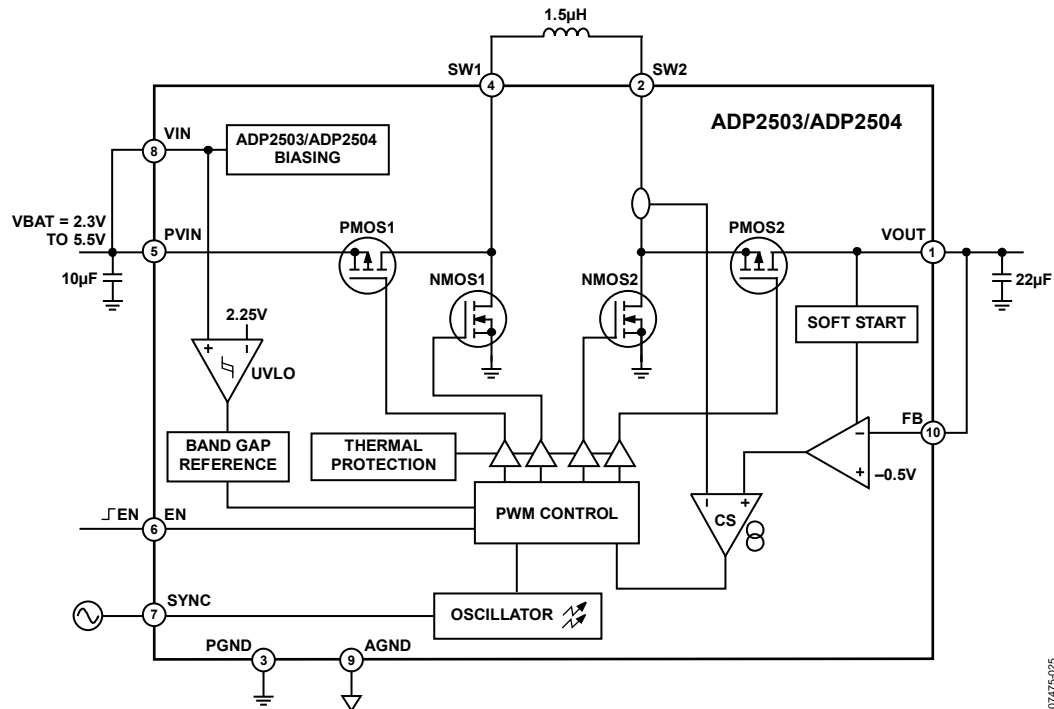 1.5µH
SW1
4
SW2
2
ADP2503/ADP2504
VIN
8
ADP2503/ADP2504
BIASING
VBAT = 2.3V
TO 5.5V
PVIN
5
10µF
PMOS1
NMOS1
NMOS2
PMOS2
VOUT
1
22µF
SOFT START
2.25V
+
–
UVLO
FB
10
–
+
–0.5V
BAND GAP
REFERENCE
THERMAL
PROTECTION
PWM CONTROL
–
+
CS
EN
EN
6
SYNC
7
OSCILLATOR
PGND
3
AGND
9
07475-025